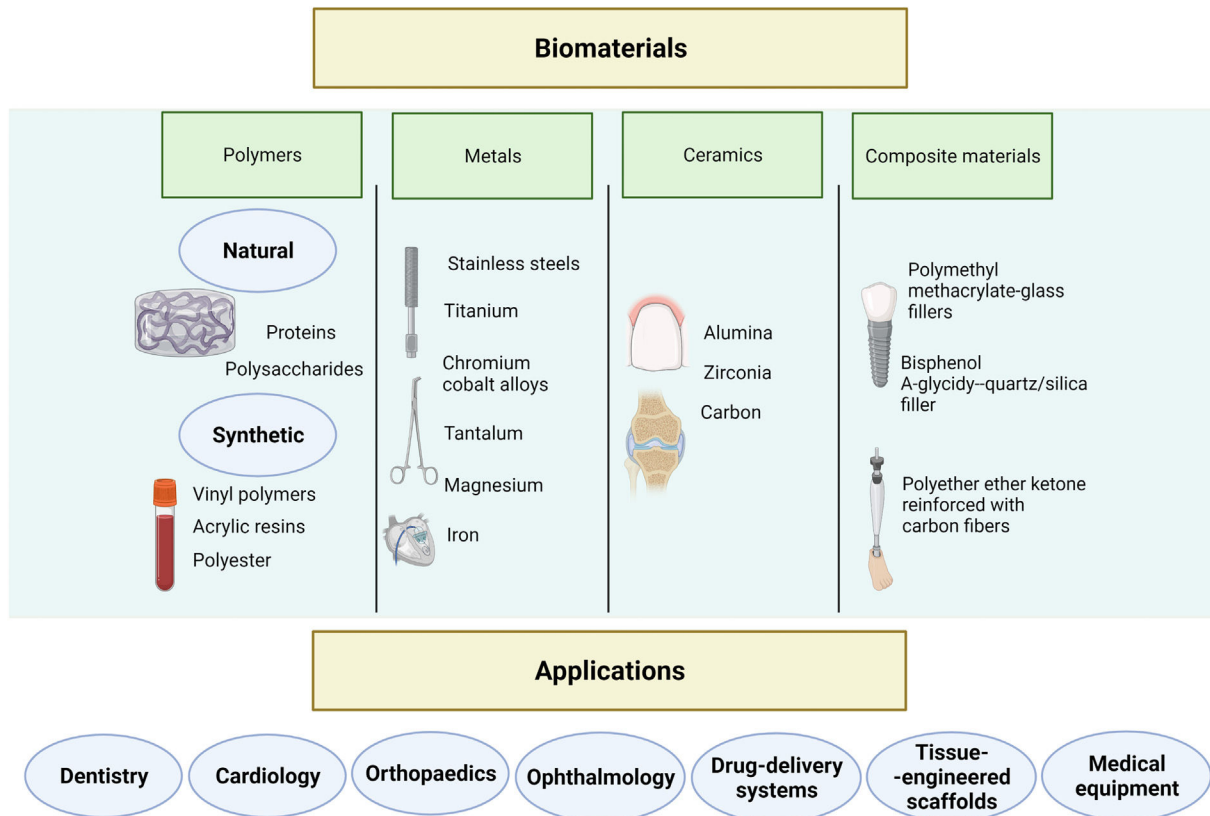 Biomaterials
Polymers
Metals
Ceramics
Composite materials
Natural
Proteins
Polysaccharides
Synthetic
Vinyl polymers
Acrylic resins
Polyester
Stainless steels
Titanium
Chromium
cobalt alloys
Tantalum
Magnesium
Iron
Alumina
Zirconia
Carbon
Polymethyl
methacrylate-glass
fillers
Bisphenol
A-glycidy--quartz/silica
filler
Polyether ether ketone
reinforced with
carbon fibers
Applications
Dentistry
Cardiology
Orthopaedics
Ophthalmology
Drug-delivery
systems
Tissue-
-engineered
scaffolds
Medical
equipment